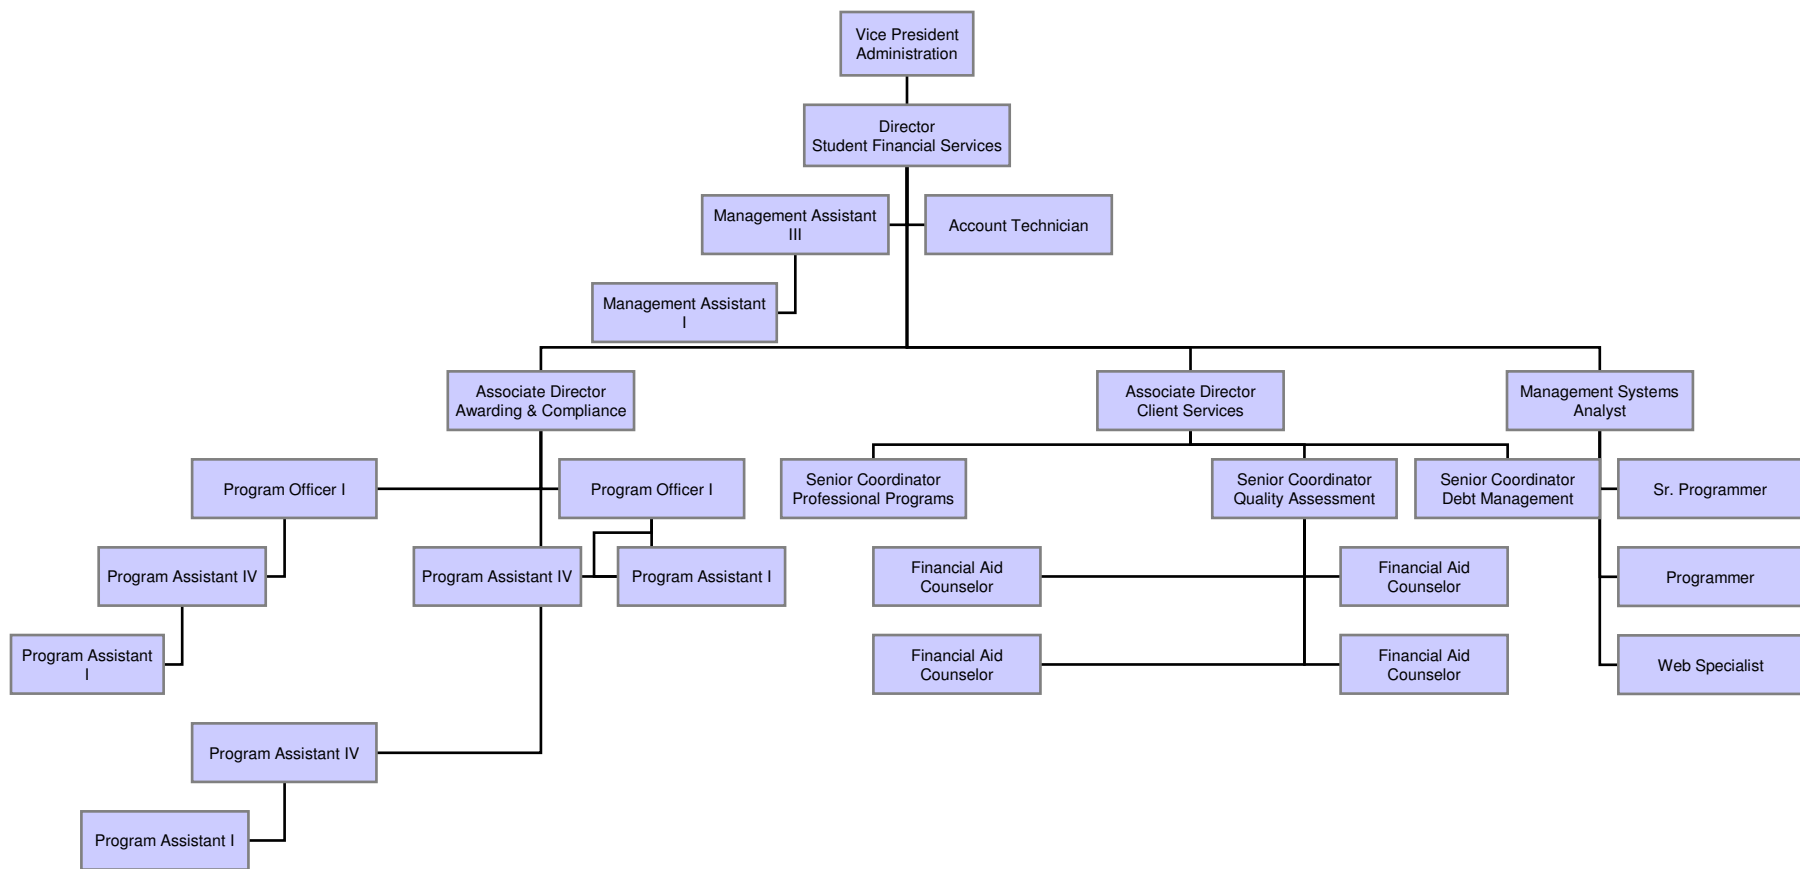 Vice President
Administration
Director
Student Financial Services
Management Assistant
III
Account Technician
Management Assistant
I
Associate Director
Awarding & Compliance
Associate Director
Client Services
Management Systems
Analyst
Program Officer I
Program Officer I
Senior Coordinator
Professional Programs
Senior Coordinator
Quality Assessment
Senior Coordinator
Debt Management
Sr. Programmer
Program Assistant IV
Program Assistant IV
Program Assistant I
Financial Aid
Counselor
Financial Aid
Counselor
Programmer
Program Assistant
I
Financial Aid
Counselor
Financial Aid
Counselor
Web Specialist
Program Assistant IV
Program Assistant I